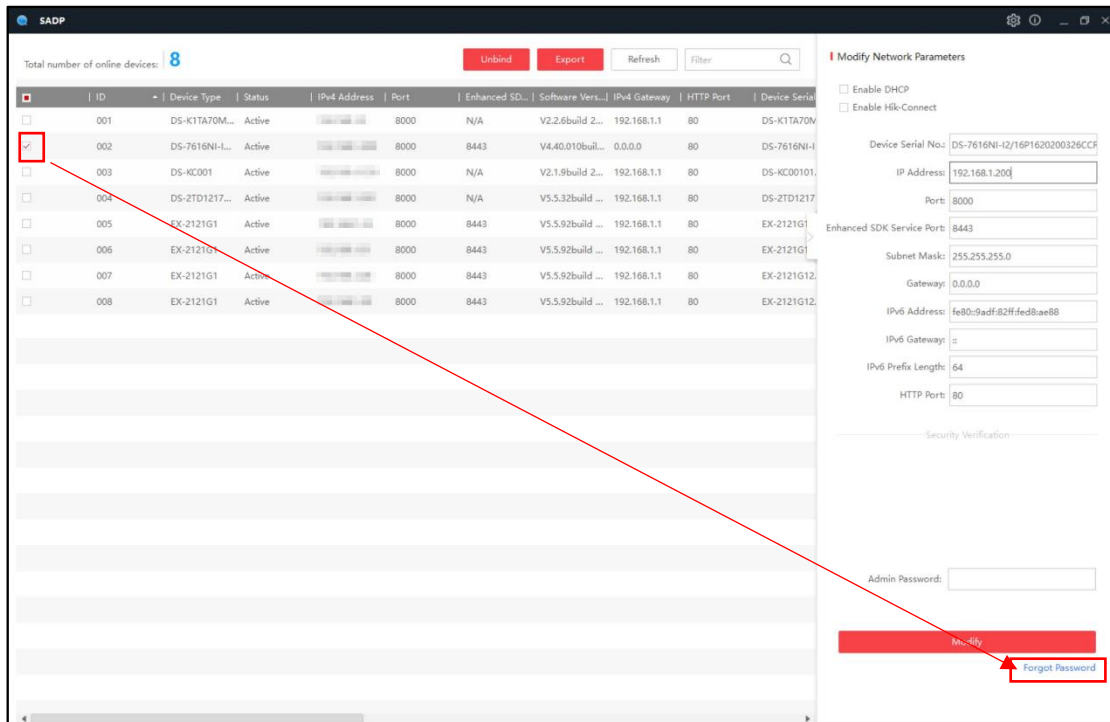 SADP
Total number of online devices: 8
Unbind
Export
Refresh
Filter
| ID | Device Type | Status | IPv4 Address | Port | Enhanced SD... | Software Vers... | IPv4 Gateway | HTTP Port | Device Serial
001 DS-K1TA70M... Active 8000 N/A V2.2.6build 2... 192.168.1.1 80 DS-K1TA70M
002 DS-7616NI-I... Active 8000 8443 V4.40.010buil... 0.0.0.0 80 DS-7616NI-I
003 DS-KC001 Active 8000 N/A V2.1.9build 2... 192.168.1.1 80 DS-KC00101.
004 DS-2TD1217... Active 8000 N/A V5.5.32build ... 192.168.1.1 80 DS-2TD1217
005 EX-2121G1 Active 8000 8443 V5.5.92build ... 192.168.1.1 80 EX-2121G1
006 EX-2121G1 Active 8000 8443 V5.5.92build ... 192.168.1.1 80 EX-2121G1
007 EX-2121G1 Active 8000 8443 V5.5.92build ... 192.168.1.1 80 EX-2121G12.
008 EX-2121G1 Active 8000 8443 V5.5.92build ... 192.168.1.1 80 EX-2121G12.
Modify Network Parameters
Enable DHCP
Enable Hik-Connect
Device Serial No.: DS-7616NI-I2/16P1620200326CCF
IP Address: 192.168.1.200
Port: 8000
Enhanced SDK Service Port: 8443
Subnet Mask: 255.255.255.0
Gateway: 0.0.0.0
IPv6 Address: fe80::9adf:82ff:fed8:ae88
IPv6 Gateway: ::
IPv6 Prefix Length: 64
HTTP Port: 80
Security Verification
Admin Password:
Modify
Forgot Password